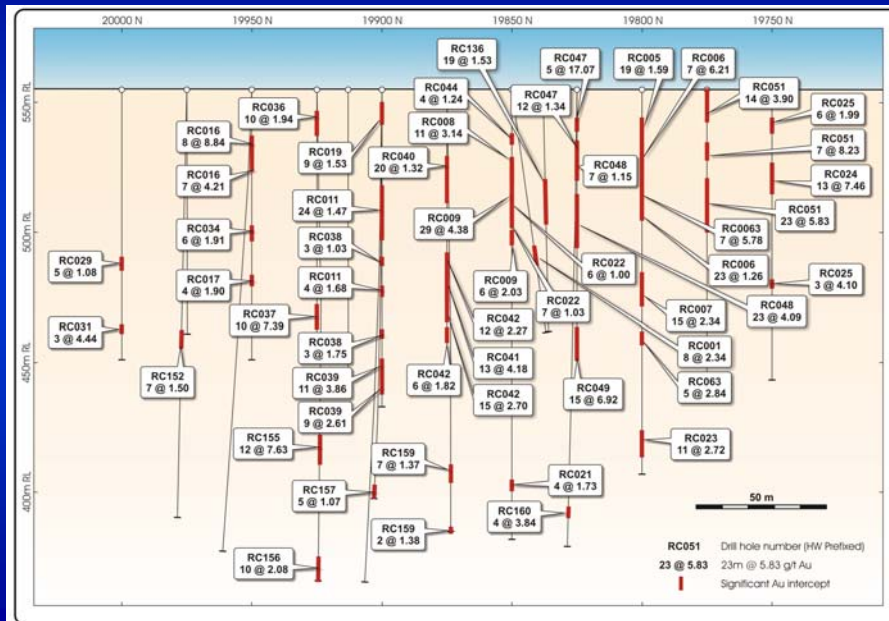 20000 N
19950 N
19900 N
19850 N
19800 N
19750 N
550m RL
500m RL
450m RL
400m RL
RC136
19 @ 1.53
RC047
5 @ 17.07
RC005
19 @ 1.59
RC006
7 @ 6.21
RC044
4 @ 1.24
RC047
12 @ 1.34
RC051
14 @ 3.90
RC025
6 @ 1.99
RC036
10 @ 1.94
RC008
11 @ 3.14
RC016
8 @ 8.84
RC019
9 @ 1.53
RC040
20 @ 1.32
RC048
7 @ 1.15
RC051
7 @ 8.23
RC016
7 @ 4.21
RC024
13 @ 7.46
RC011
24 @ 1.47
RC009
29 @ 4.38
RC051
23 @ 5.83
RC034
6 @ 1.91
RC038
3 @ 1.03
RC0063
7 @ 5.78
RC029
5 @ 1.08
RC017
4 @ 1.90
RC011
4 @ 1.68
RC009
6 @ 2.03
RC022
6 @ 1.00
RC006
23 @ 1.26
RC025
3 @ 4.10
RC022
7 @ 1.03
RC007
15 @ 2.34
RC048
23 @ 4.09
RC031
3 @ 4.44
RC037
10 @ 7.39
RC042
12 @ 2.27
RC001
8 @ 2.34
RC038
3 @ 1.75
RC041
13 @ 4.18
RC063
5 @ 2.84
RC152
7 @ 1.50
RC039
11 @ 3.86
RC042
6 @ 1.82
RC042
15 @ 2.70
RC049
15 @ 6.92
RC039
9 @ 2.61
RC155
12 @ 7.63
RC159
7 @ 1.37
RC023
11 @ 2.72
RC157
5 @ 1.07
RC021
4 @ 1.73
RC160
4 @ 3.84
RC159
2 @ 1.38
RC156
10 @ 2.08
50 m
RC051 Drill hole number (HW Prefixed)
23 @ 5.83 23m @ 5.83 g/t Au
Significant Au intercept